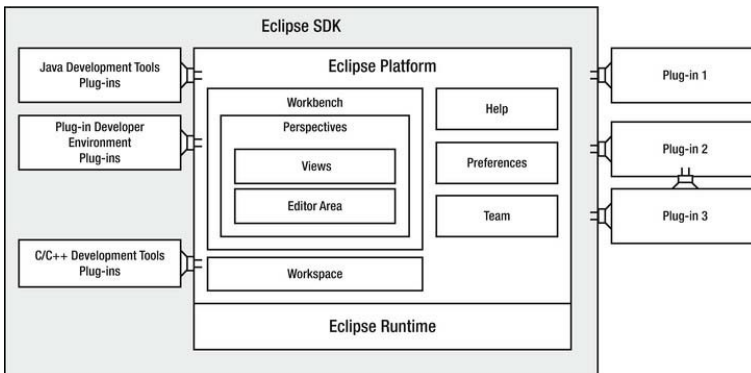 Eclipse SDK
Java Development Tools
Plug-ins
Plug-in Developer
Environment
Plug-ins
C/C++ Development Tools
Plug-ins
Eclipse Platform
Workbench
Perspectives
Views
Editor Area
Workspace
Help
Preferences
Team
Eclipse Runtime
Plug-in 1
Plug-in 2
Plug-in 3